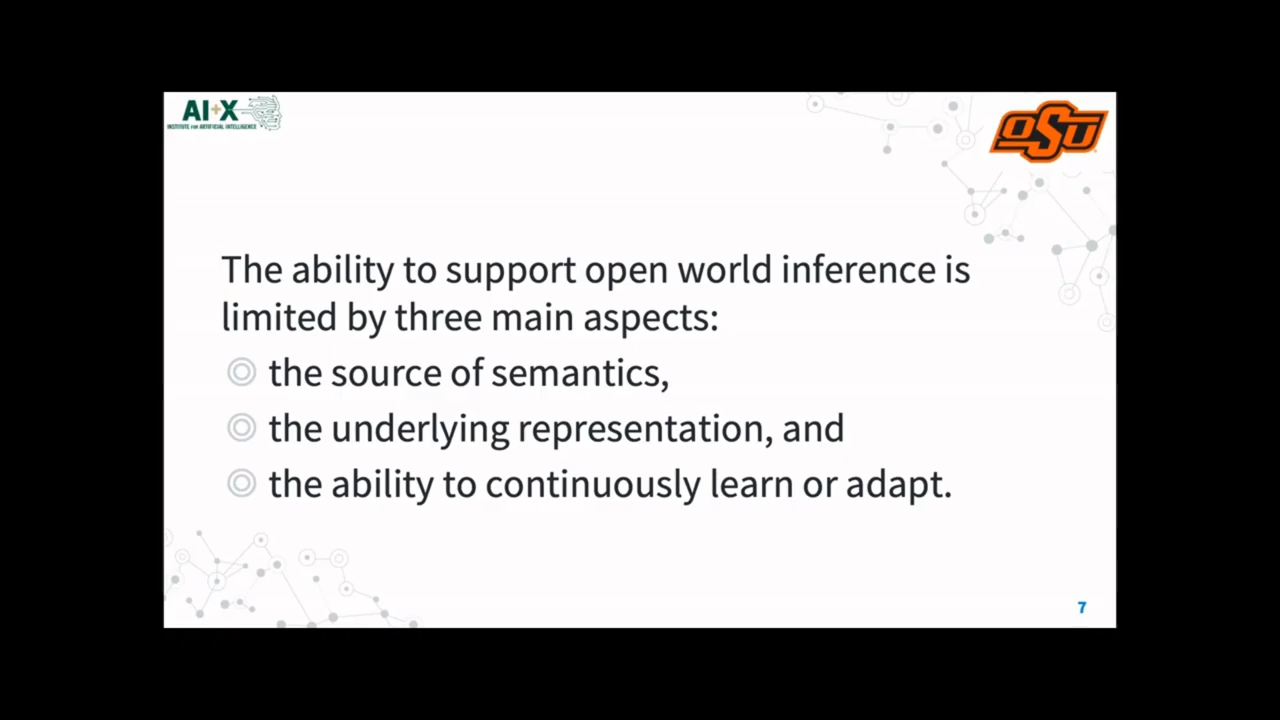 AI+X
INSTITUTE FOR ARTIFICIAL INTELLIGENCE
OSU
The ability to support open world inference is
limited by three main aspects:
the source of semantics,
the underlying representation, and
the ability to continuously learn or adapt.
7